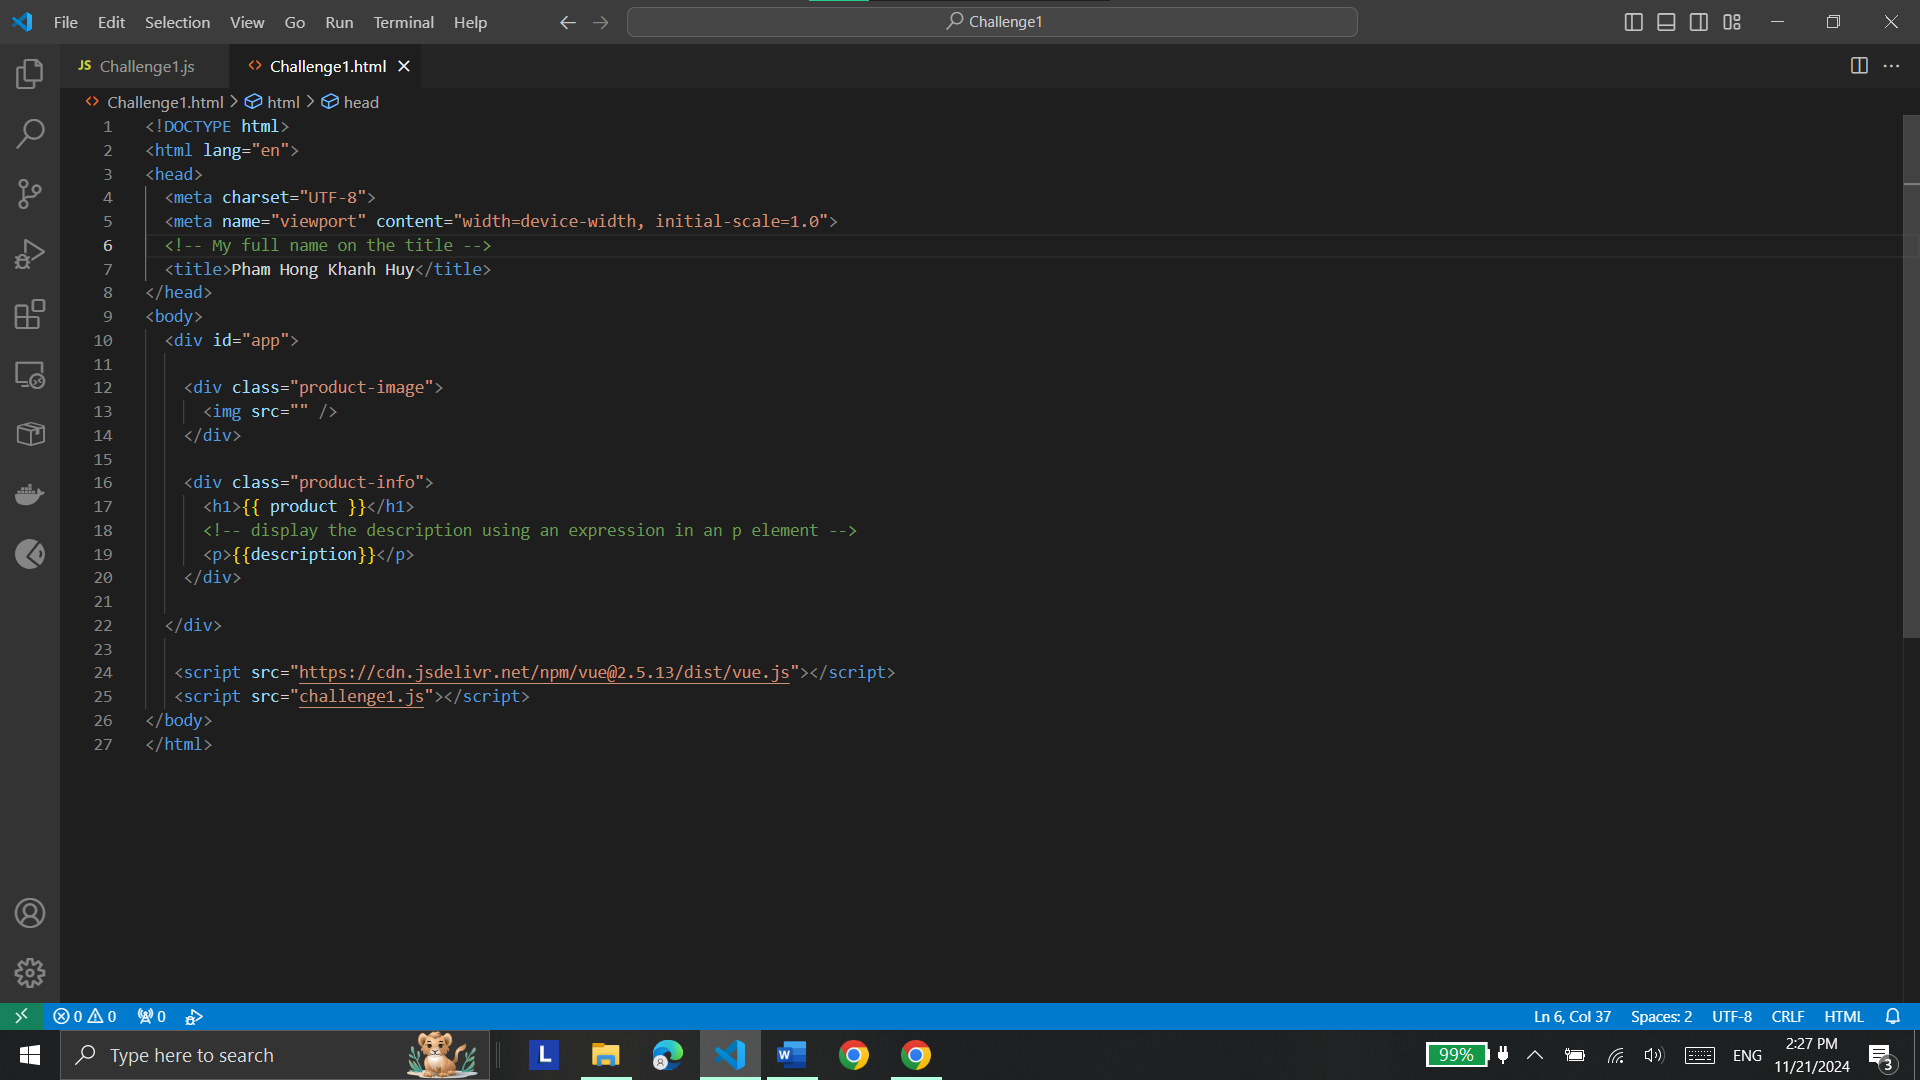 File Edit Selection View Go Run Terminal Help
Challenge1
JS Challenge1.js
<> Challenge1.html
<> Challenge1.html > html > head
1 <!DOCTYPE html>
2 <html lang="en">
3 <head>
4 <meta charset="UTF-8">
5 <meta name="viewport" content="width=device-width, initial-scale=1.0">
6 <!-- My full name on the title -->
7 <title>Pham Hong Khanh Huy</title>
8 </head>
9 <body>
10 <div id="app">
11
12 <div class="product-image">
13 <img src="" />
14 </div>
15
16 <div class="product-info">
17 <h1>{{ product }}</h1>
18 <!-- display the description using an expression in an p element -->
19 <p>{{description}}</p>
20 </div>
21
22 </div>
23
24 <script src="https://cdn.jsdelivr.net/npm/vue@2.5.13/dist/vue.js"></script>
25 <script src="challenge1.js"></script>
26 </body>
27 </html>
0 0 0
Ln 6, Col 37 Spaces: 2 UTF-8 CRLF HTML
Type here to search
L
W
99%
ENG
2:27 PM
11/21/2024
3